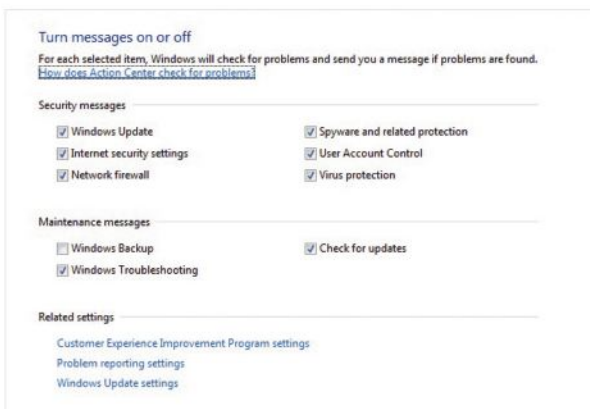 Turn messages on or off
For each selected item, Windows will check for problems and send you a message if problems are found.
How does Action Center check for problems?
Security messages
Windows Update
Spyware and related protection
Internet security settings
User Account Control
Network firewall
Virus protection
Maintenance messages
Windows Backup
Check for updates
Windows Troubleshooting
Related settings
Customer Experience Improvement Program settings
Problem reporting settings
Windows Update settings